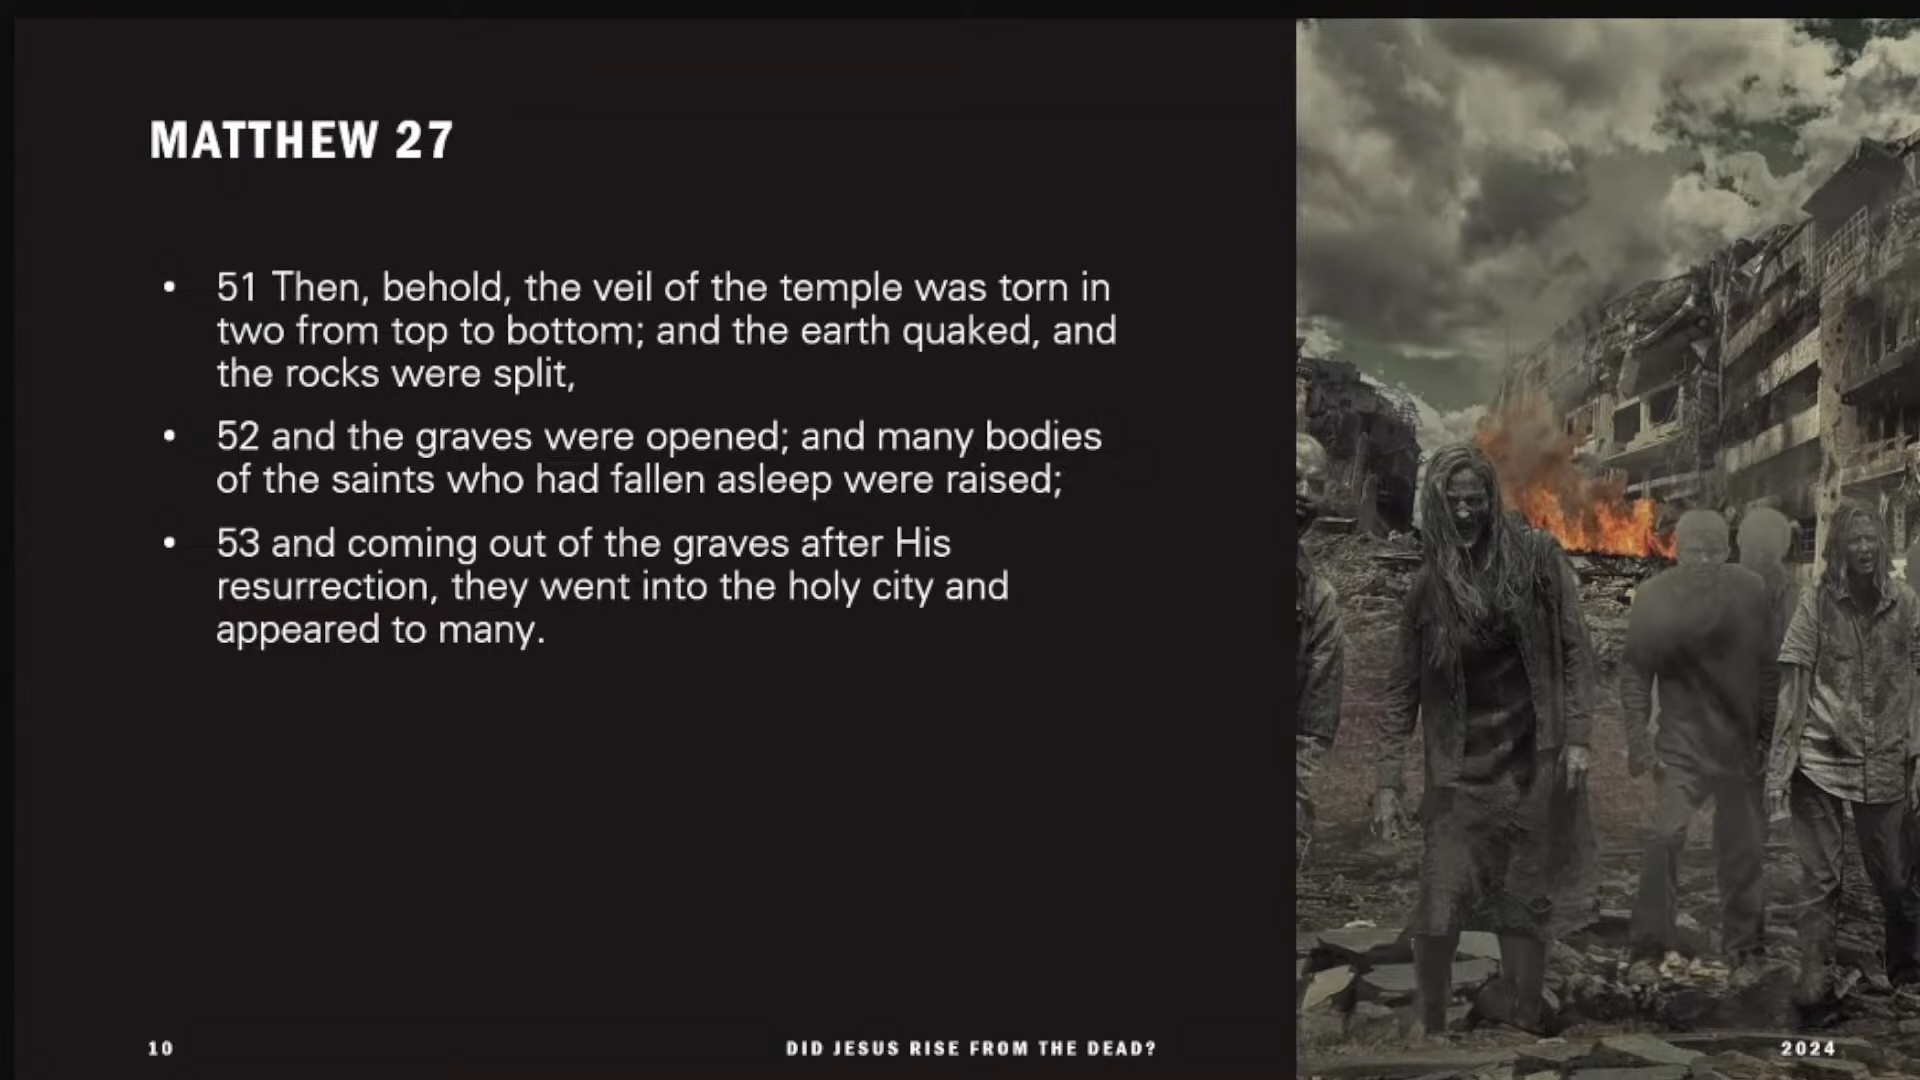 MATTHEW 27
• 51 Then, behold, the veil of the temple was torn in
two from top to bottom; and the earth quaked, and
the rocks were split,
• 52 and the graves were opened; and many bodies
of the saints who had fallen asleep were raised;
• 53 and coming out of the graves after His
resurrection, they went into the holy city and
appeared to many.
10
DID JESUS RISE FROM THE DEAD?
2024